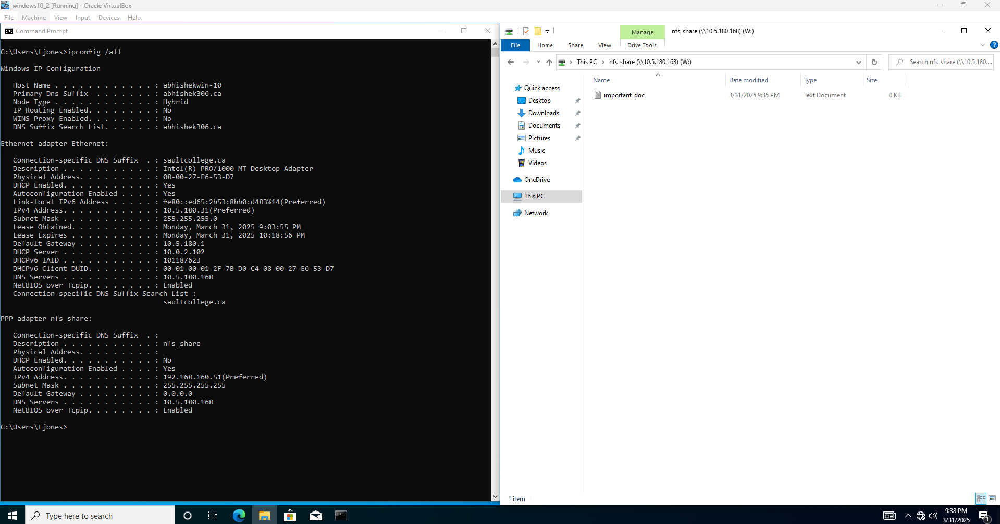 windows10_2 [Running] - Oracle VirtualBox
File Machine View Input Devices Help
Command Prompt
C:\Users\tjones>ipconfig /all
Windows IP Configuration
Host Name . . . . . . . . . . . . : abhishekwin-10
Primary Dns Suffix  . . . . . . . : abhishek306.ca
Node Type . . . . . . . . . . . . : Hybrid
IP Routing Enabled. . . . . . . . : No
WINS Proxy Enabled. . . . . . . . : No
DNS Suffix Search List. . . . . . : abhishek306.ca
Ethernet adapter Ethernet:
Connection-specific DNS Suffix  . : saultcollege.ca
Description . . . . . . . . . . . : Intel(R) PRO/1000 MT Desktop Adapter
Physical Address. . . . . . . . . : 08-00-27-E6-53-D7
DHCP Enabled. . . . . . . . . . . : Yes
Autoconfiguration Enabled . . . . : Yes
Link-local IPv6 Address . . . . . : fe80::ed65:2b53:8bb0:d483%14(Preferred)
IPv4 Address. . . . . . . . . . . : 10.5.180.31(Preferred)
Subnet Mask . . . . . . . . . . . : 255.255.255.0
Lease Obtained. . . . . . . . . . : Monday, March 31, 2025 9:03:55 PM
Lease Expires . . . . . . . . . . : Monday, March 31, 2025 10:18:56 PM
Default Gateway . . . . . . . . . : 10.5.180.1
DHCP Server . . . . . . . . . . . : 10.0.2.102
DHCPv6 IAID . . . . . . . . . . . : 101187623
DHCPv6 Client DUID. . . . . . . . : 00-01-00-01-2F-7B-D0-C4-08-00-27-E6-53-D7
DNS Servers . . . . . . . . . . . : 10.5.180.168
NetBIOS over Tcpip. . . . . . . . : Enabled
Connection-specific DNS Suffix Search List :
saultcollege.ca
PPP adapter nfs_share:
Connection-specific DNS Suffix  . :
Description . . . . . . . . . . . : nfs_share
Physical Address. . . . . . . . . :
DHCP Enabled. . . . . . . . . . . : No
Autoconfiguration Enabled . . . . : Yes
IPv4 Address. . . . . . . . . . . : 192.168.160.51(Preferred)
Subnet Mask . . . . . . . . . . . : 255.255.255.255
Default Gateway . . . . . . . . . : 0.0.0.0
DNS Servers . . . . . . . . . . . : 10.5.180.168
NetBIOS over Tcpip. . . . . . . . : Enabled
C:\Users\tjones>
Manage nfs_share (\\10.5.180.168) (W:)
File Home Share View Drive Tools
This PC › nfs_share (\\10.5.180.168) (W:) Search nfs_share (\\10.5.180....
Name Date modified Type Size
important_doc 3/31/2025 9:35 PM Text Document 0 KB
Quick access
Desktop
Downloads
Documents
Pictures
Music
Videos
OneDrive
This PC
Network
1 item
Type here to search
9:38 PM
3/31/2025
1